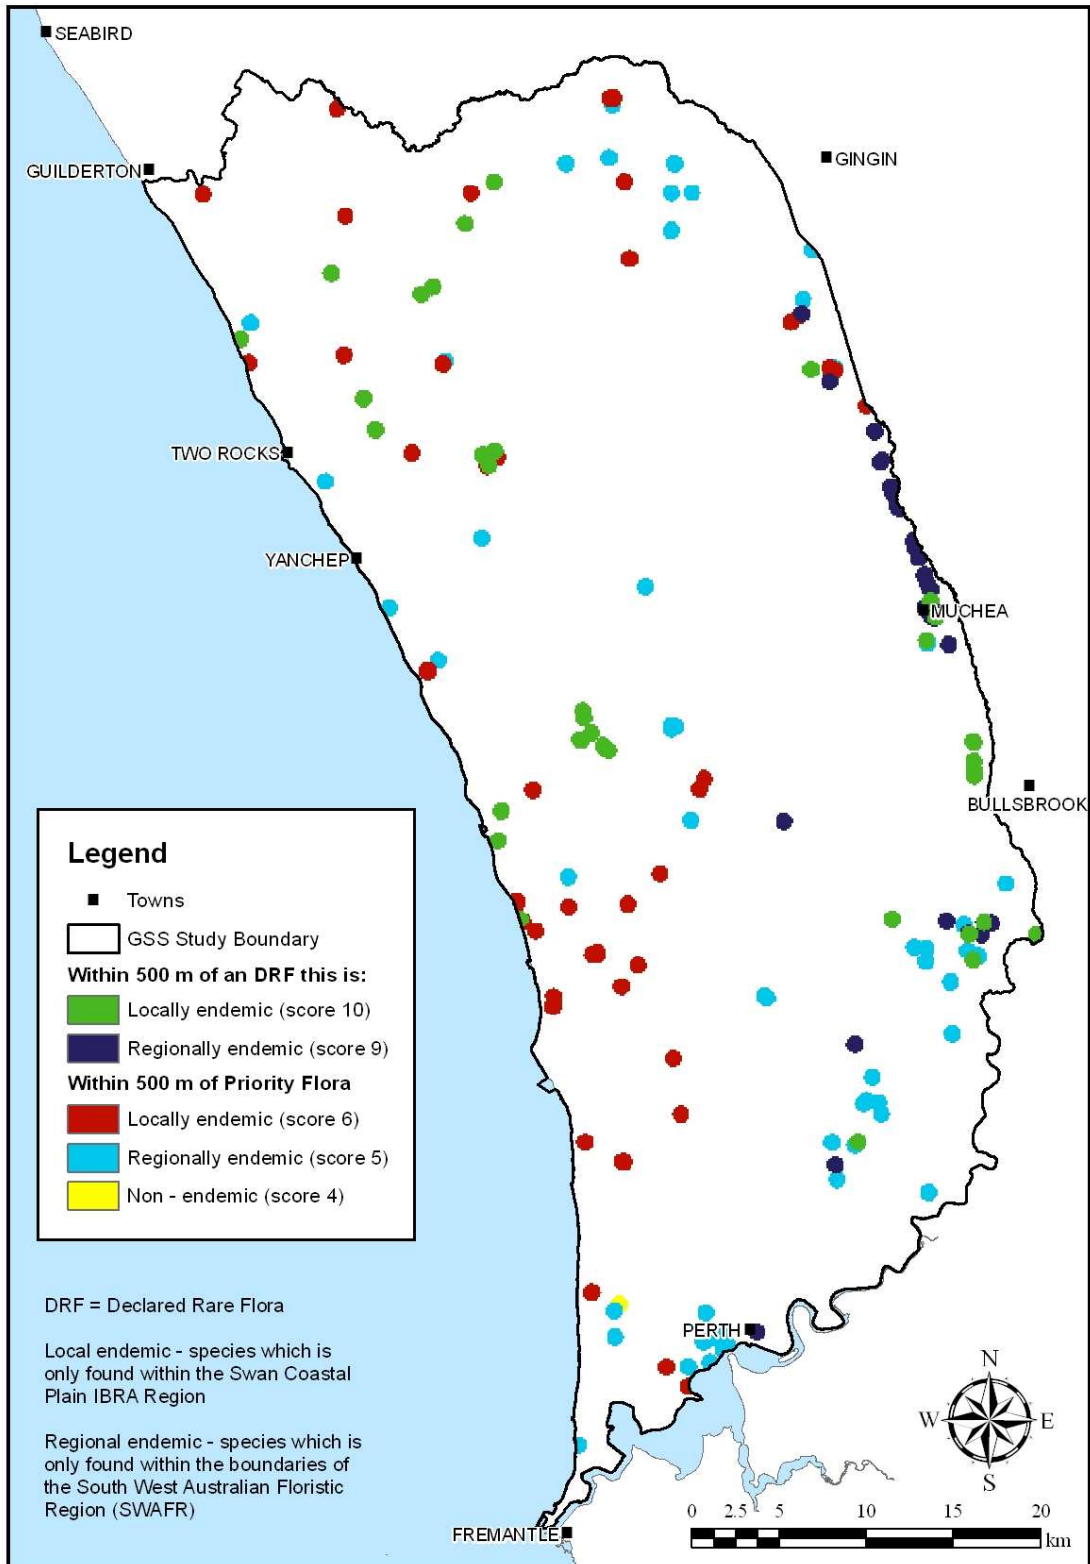 SEABIRD
GUILDERTON
GINGIN
TWO ROCKS
YANCHEP
MUCHEA
BULLSBROOK
Legend
Towns
GSS Study Boundary
Within 500 m of an DRF this is:
Locally endemic (score 10)
Regionally endemic (score 9)
Within 500 m of Priority Flora
Locally endemic (score 6)
Regionally endemic (score 5)
Non - endemic (score 4)
DRF = Declared Rare Flora
Local endemic - species which is
only found within the Swan Coastal
Plain IBRA Region
Regional endemic - species which is
only found within the boundaries of
the South West Australian Floristic
Region (SWAFR)
PERTH
FREMANTLE
N
W E
S
0 2.5 5 10 15 20
km